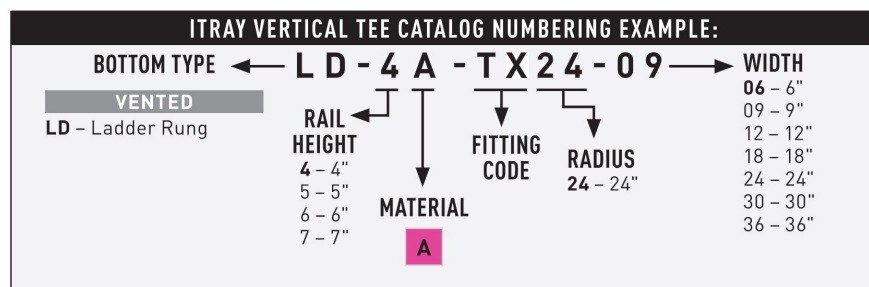 ITRAY VERTICAL TEE CATALOG NUMBERING EXAMPLE:
BOTTOM TYPE
LD-4A-TX24-09
WIDTH
VENTED
LD – Ladder Rung
RAIL
HEIGHT
4 – 4"
5 – 5"
6 – 6"
7 – 7"
MATERIAL
A
FITTING
CODE
RADIUS
24 – 24"
06 – 6"
09 – 9"
12 – 12"
18 – 18"
24 – 24"
30 – 30"
36 – 36"